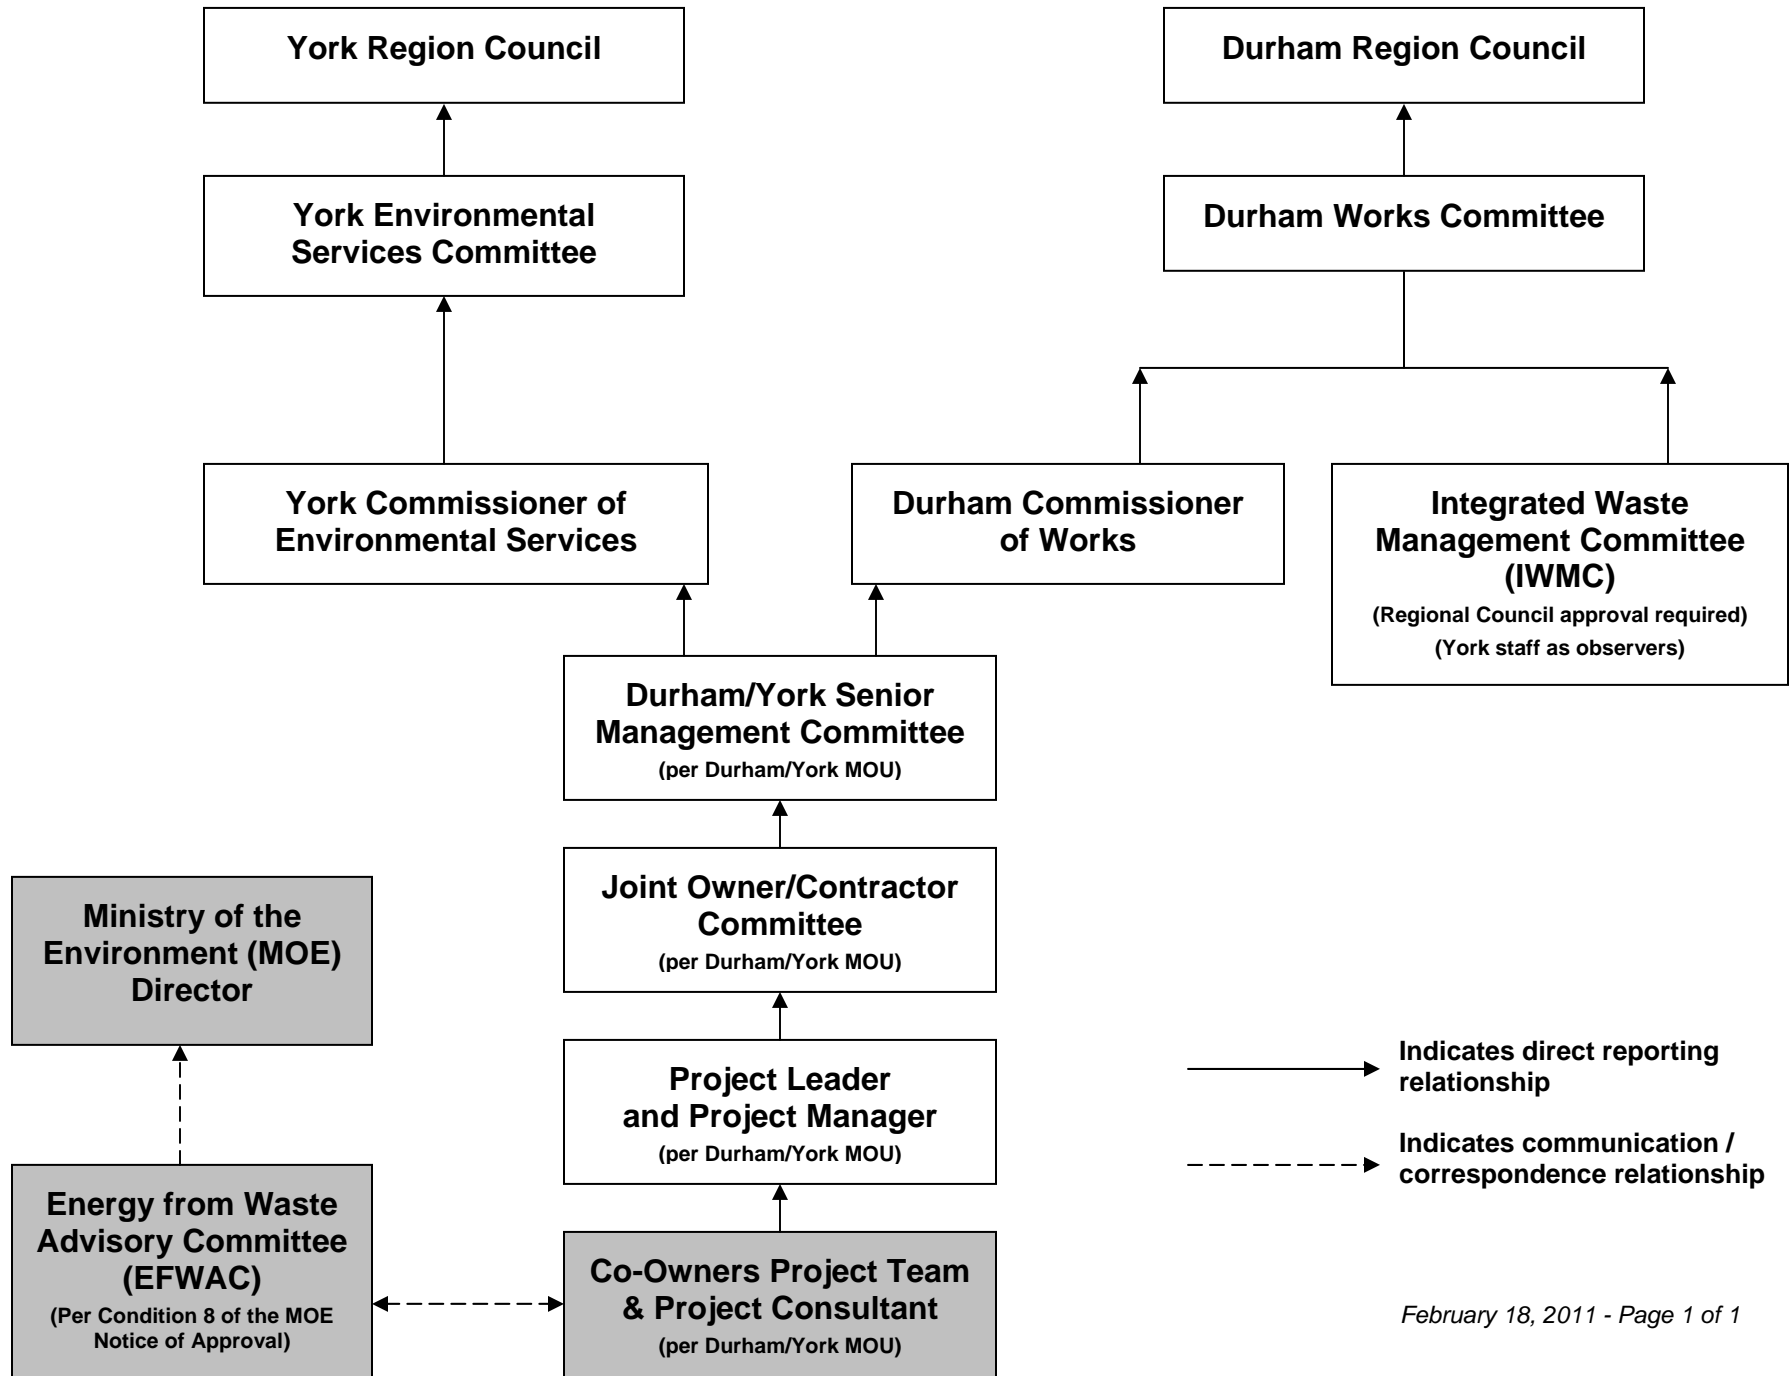 York Region Council
Durham Region Council
York Environmental
Services Committee
Durham Works Committee
York Commissioner of
Environmental Services
Durham Commissioner
of Works
Integrated Waste
Management Committee
(IWMC)
(Regional Council approval required)
(York staff as observers)
Durham/York Senior
Management Committee
(per Durham/York MOU)
Joint Owner/Contractor
Committee
(per Durham/York MOU)
Ministry of the
Environment (MOE)
Director
Project Leader
and Project Manager
(per Durham/York MOU)
Indicates direct reporting
relationship
Indicates communication /
correspondence relationship
Energy from Waste
Advisory Committee
(EFWAC)
(Per Condition 8 of the MOE
Notice of Approval)
Co-Owners Project Team
& Project Consultant
(per Durham/York MOU)
February 18, 2011 - Page 1 of 1